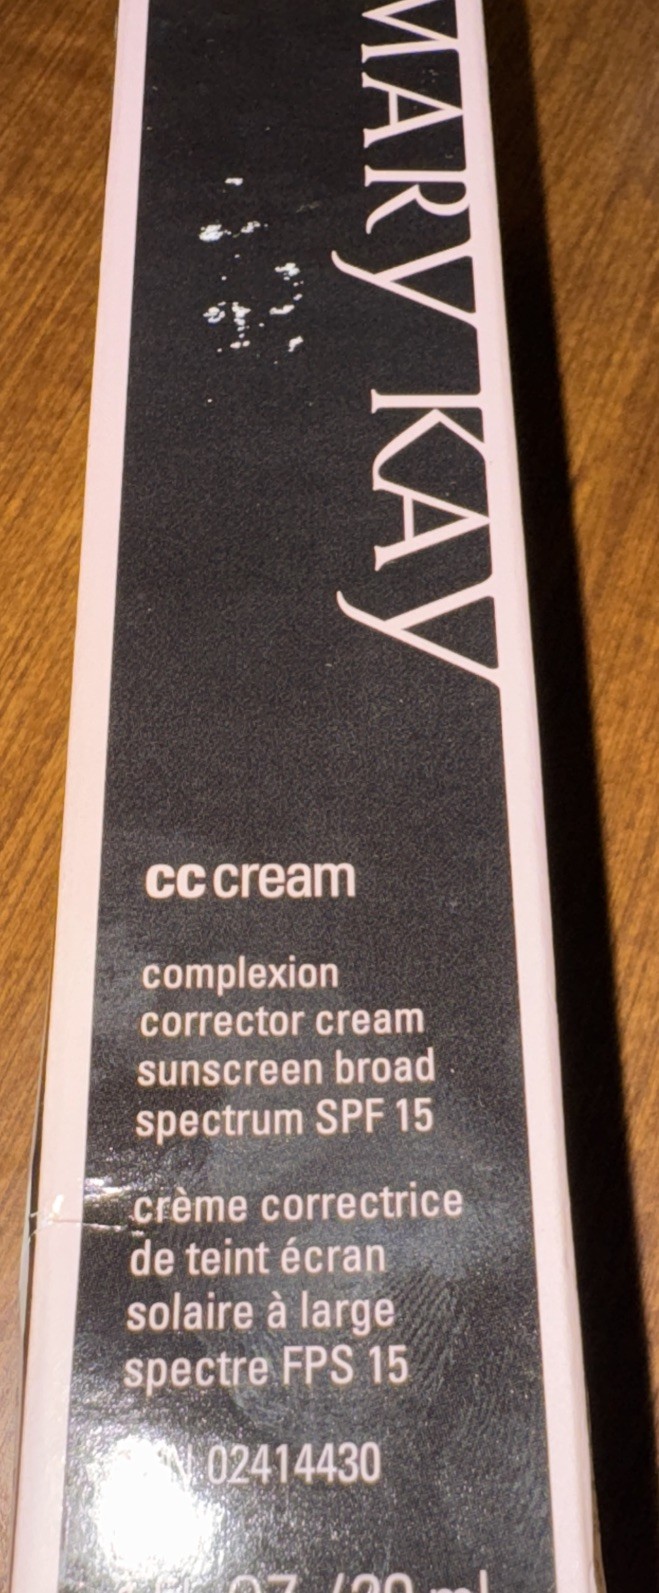 MARY KAY
cc cream
complexion
corrector cream
sunscreen broad
spectrum SPF 15
crème correctrice
de teint écran
solaire à large
spectre FPS 15
02414430